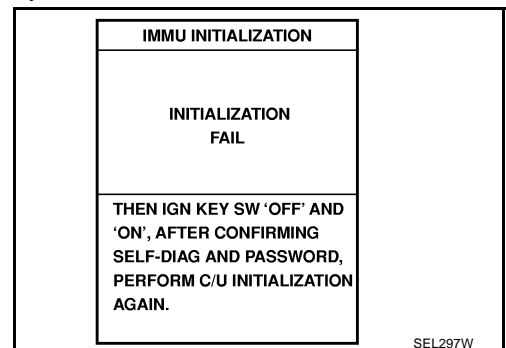 IMMU INITIALIZATION
INITIALIZATION
FAIL
THEN IGN KEY SW ‘OFF’ AND
‘ON’, AFTER CONFIRMING
SELF-DIAG AND PASSWORD,
PERFORM C/U INITIALIZATION
AGAIN.
SEL297W